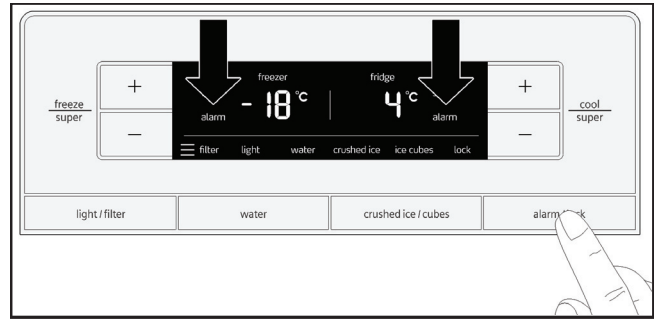 freezer
fridge
-18 °C
4 °C
alarm
alarm
filter light water crushed ice ice cubes lock
freeze
super
+
−
+
−
cool
super
light / filter
water
crushed ice / cubes
alarm